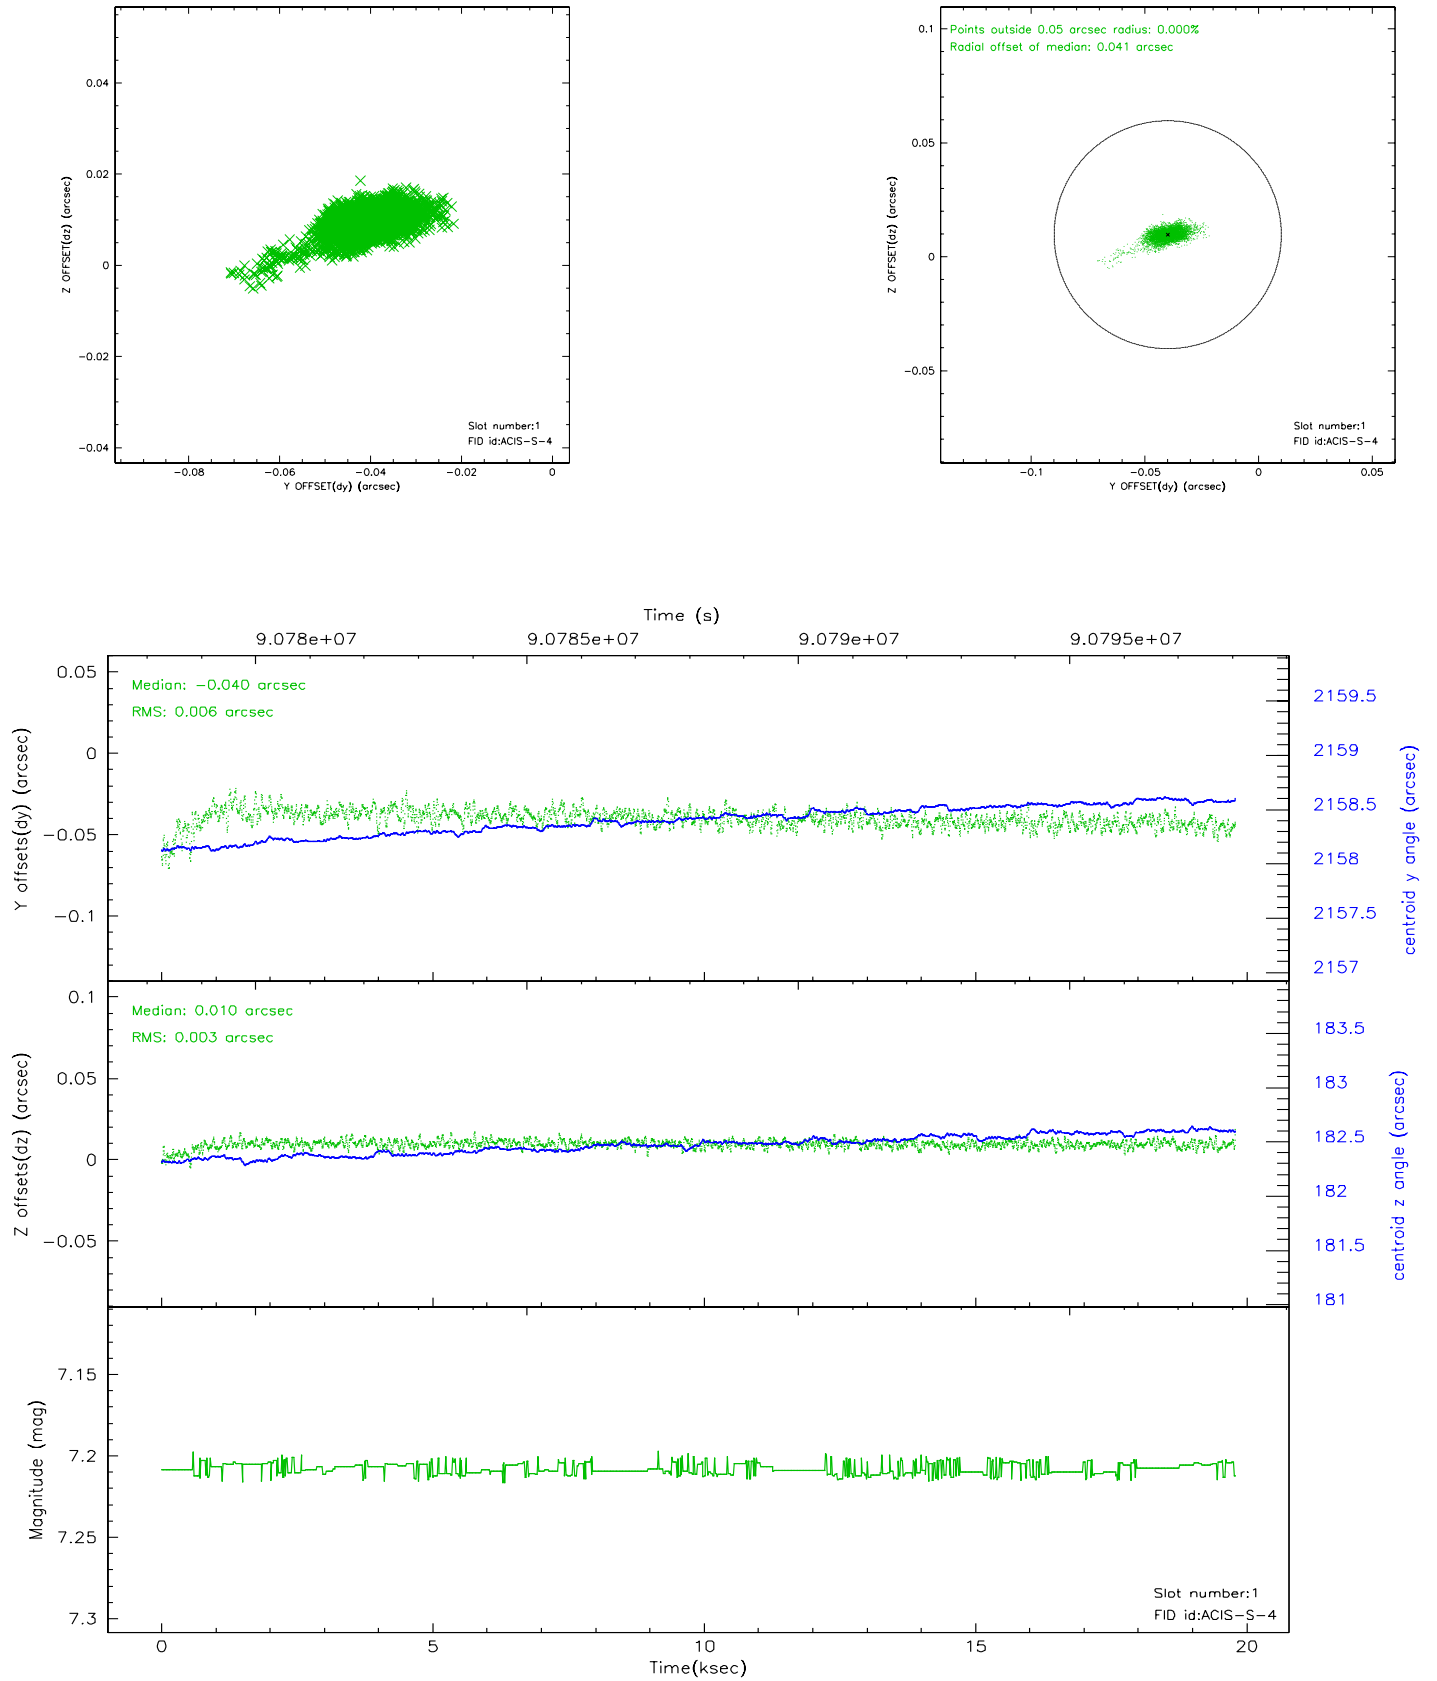 0.04
0.02
0
−0.02
−0.04
Z OFFSET(dz) (arcsec)
−0.08
−0.06
−0.04
−0.02
0
Y OFFSET(dy) (arcsec)
Slot number:1
FID id:ACIS−S−4
Points outside 0.05 arcsec radius: 0.000%
Radial offset of median: 0.041 arcsec
0.1
0.05
0
−0.05
Z OFFSET(dz) (arcsec)
−0.1
−0.05
0
0.05
Y OFFSET(dy) (arcsec)
Slot number:1
FID id:ACIS−S−4
Time (s)
9.078e+07
9.0785e+07
9.079e+07
9.0795e+07
Median: −0.040 arcsec
RMS: 0.006 arcsec
0.05
0
−0.05
−0.1
Y offsets(dy) (arcsec)
2159.5
2159
2158.5
2158
2157.5
2157
centroid y angle (arcsec)
Median: 0.010 arcsec
RMS: 0.003 arcsec
0.1
0.05
0
−0.05
Z offsets(dz) (arcsec)
183.5
183
182.5
182
181.5
181
centroid z angle (arcsec)
7.15
7.2
7.25
7.3
Magnitude (mag)
Slot number:1
FID id:ACIS−S−4
0
5
10
15
20
Time(ksec)